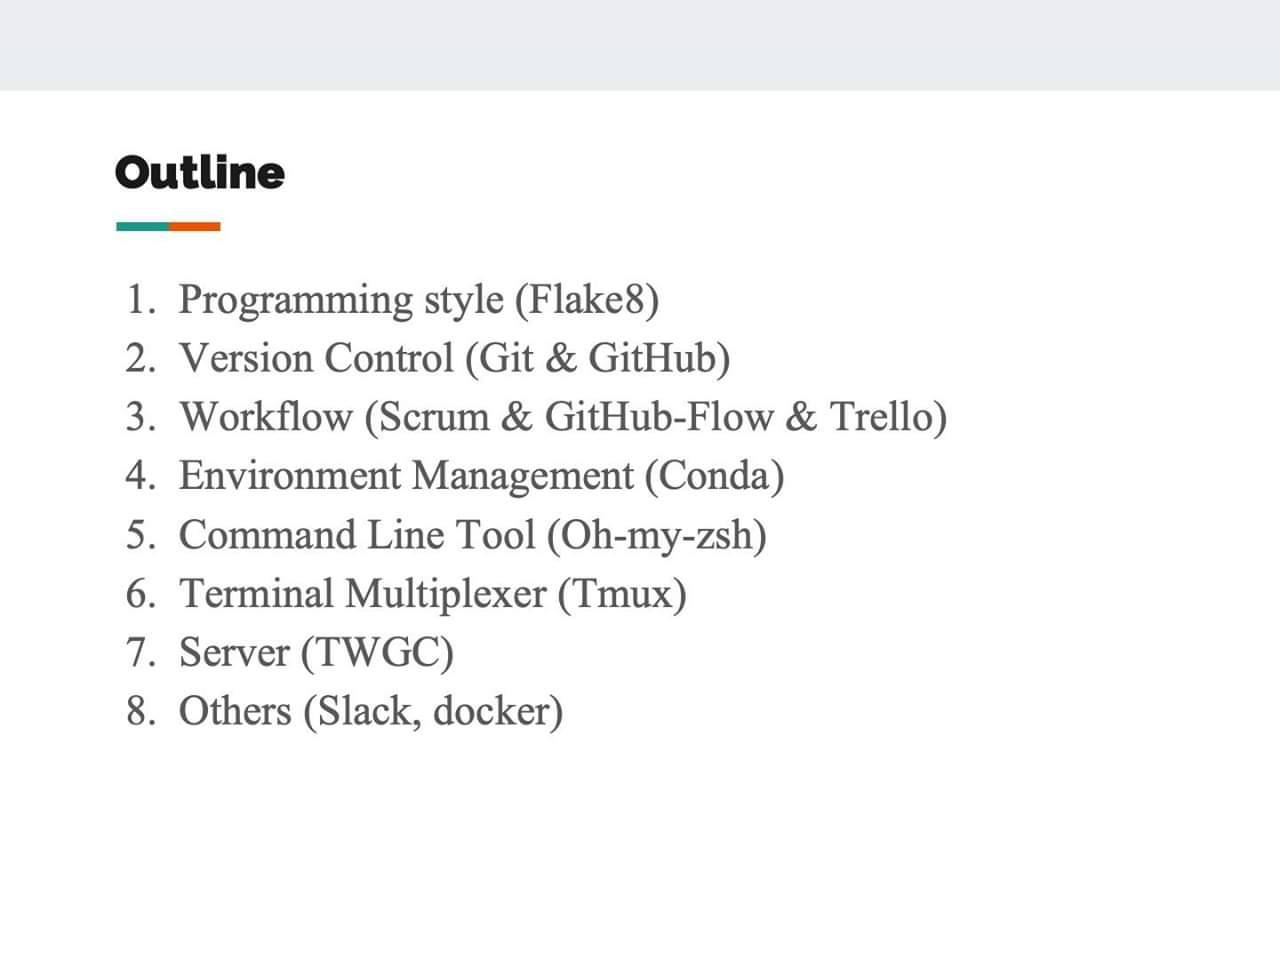 Outline
1. Programming style (Flake8)
2. Version Control (Git & GitHub)
3. Workflow (Scrum & GitHub-Flow & Trello)
4. Environment Management (Conda)
5. Command Line Tool (Oh-my-zsh)
6. Terminal Multiplexer (Tmux)
7. Server (TWGC)
8. Others (Slack, docker)